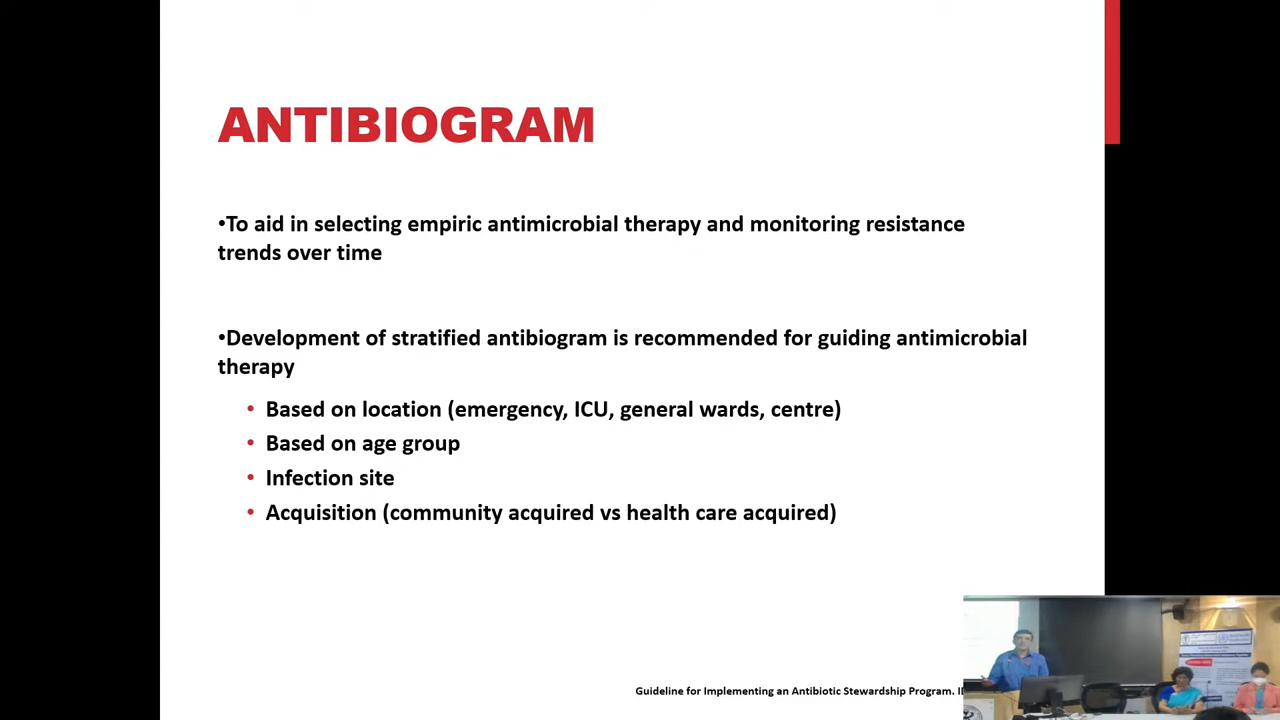 ANTIBIOGRAM
•To aid in selecting empiric antimicrobial therapy and monitoring resistance
trends over time
•Development of stratified antibiogram is recommended for guiding antimicrobial
therapy
• Based on location (emergency, ICU, general wards, centre)
• Based on age group
• Infection site
• Acquisition (community acquired vs health care acquired)
Guideline for Implementing an Antibiotic Stewardship Program.